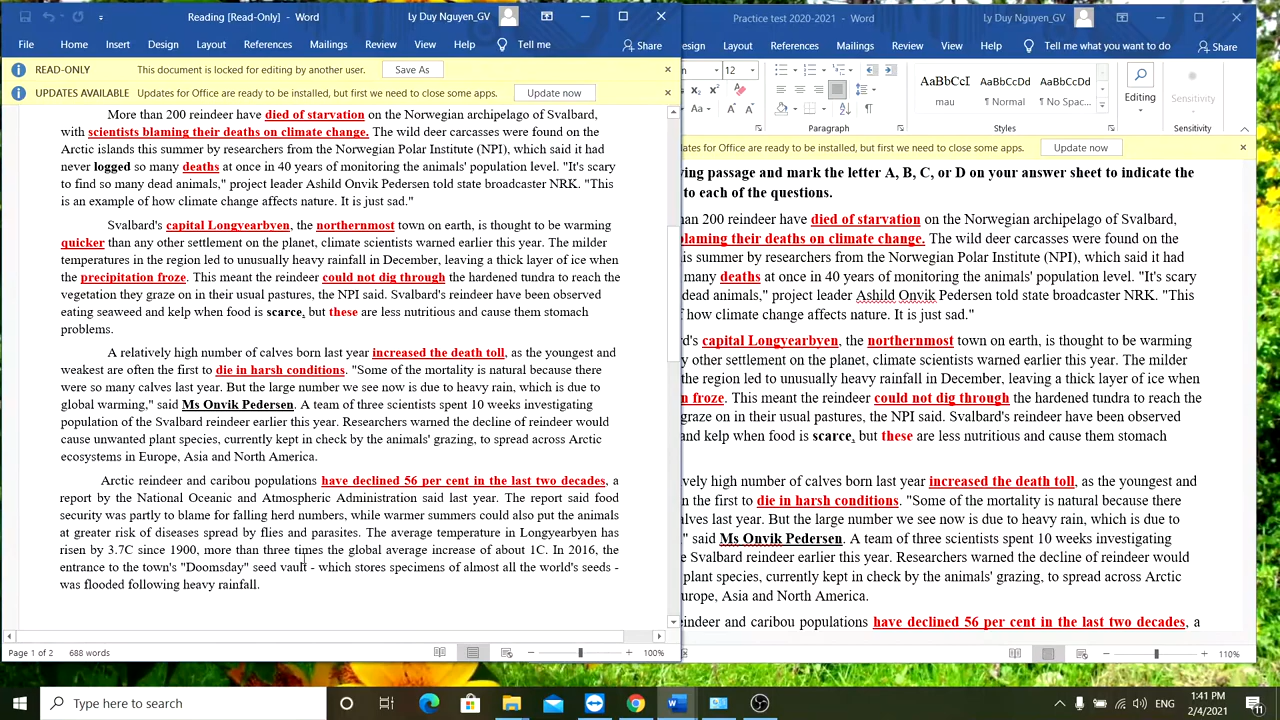 Reading [Read-Only] - Word
Ly Duy Nguyen_GV
File Home Insert Design Layout References Mailings Review View Help Tell me Share
READ-ONLY This document is locked for editing by another user. Save As
UPDATES AVAILABLE Updates for Office are ready to be installed, but first we need to close some apps. Update now
More than 200 reindeer have died of starvation on the Norwegian archipelago of Svalbard,
with scientists blaming their deaths on climate change. The wild deer carcasses were found on the
Arctic islands this summer by researchers from the Norwegian Polar Institute (NPI), which said it had
never logged so many deaths at once in 40 years of monitoring the animals' population level. "It's scary
to find so many dead animals," project leader Ashild Onvik Pedersen told state broadcaster NRK. "This
is an example of how climate change affects nature. It is just sad."
Svalbard's capital Longyearbyen, the northernmost town on earth, is thought to be warming
quicker than any other settlement on the planet, climate scientists warned earlier this year. The milder
temperatures in the region led to unusually heavy rainfall in December, leaving a thick layer of ice when
the precipitation froze. This meant the reindeer could not dig through the hardened tundra to reach the
vegetation they graze on in their usual pastures, the NPI said. Svalbard's reindeer have been observed
eating seaweed and kelp when food is scarce, but these are less nutritious and cause them stomach
problems.
A relatively high number of calves born last year increased the death toll, as the youngest and
weakest are often the first to die in harsh conditions. "Some of the mortality is natural because there
were so many calves last year. But the large number we see now is due to heavy rain, which is due to
global warming," said Ms Onvik Pedersen. A team of three scientists spent 10 weeks investigating
population of the Svalbard reindeer earlier this year. Researchers warned the decline of reindeer would
cause unwanted plant species, currently kept in check by the animals' grazing, to spread across Arctic
ecosystems in Europe, Asia and North America.
Arctic reindeer and caribou populations have declined 56 per cent in the last two decades, a
report by the National Oceanic and Atmospheric Administration said last year. The report said food
security was partly to blame for falling herd numbers, while warmer summers could also put the animals
at greater risk of diseases spread by flies and parasites. The average temperature in Longyearbyen has
risen by 3.7C since 1900, more than three times the global average increase of about 1C. In 2016, the
entrance to the town's "Doomsday" seed vault - which stores specimens of almost all the world's seeds -
was flooded following heavy rainfall.
Page 1 of 2 688 words 100%
Practice test 2020-2021 - Word
Ly Duy Nguyen_GV
esign Layout References Mailings Review View Help Tell me what you want to do Share
n 12
x₂ x² A
Aa A A
AaBbCcI AaBbCcDd AaBbCcDd
mau ¶ Normal ¶ No Spac...
Editing Sensitivity
Paragraph Styles Sensitivity
ates for Office are ready to be installed, but first we need to close some apps. Update now
ving passage and mark the letter A, B, C, or D on your answer sheet to indicate the
to each of the questions.
han 200 reindeer have died of starvation on the Norwegian archipelago of Svalbard,
blaming their deaths on climate change. The wild deer carcasses were found on the
is summer by researchers from the Norwegian Polar Institute (NPI), which said it had
many deaths at once in 40 years of monitoring the animals' population level. "It's scary
dead animals," project leader Ashild Onvik Pedersen told state broadcaster NRK. "This
f how climate change affects nature. It is just sad."
rd's capital Longyearbyen, the northernmost town on earth, is thought to be warming
y other settlement on the planet, climate scientists warned earlier this year. The milder
the region led to unusually heavy rainfall in December, leaving a thick layer of ice when
n froze. This meant the reindeer could not dig through the hardened tundra to reach the
graze on in their usual pastures, the NPI said. Svalbard's reindeer have been observed
and kelp when food is scarce, but these are less nutritious and cause them stomach
vely high number of calves born last year increased the death toll, as the youngest and
n the first to die in harsh conditions. "Some of the mortality is natural because there
alves last year. But the large number we see now is due to heavy rain, which is due to
" said Ms Onvik Pedersen. A team of three scientists spent 10 weeks investigating
e Svalbard reindeer earlier this year. Researchers warned the decline of reindeer would
plant species, currently kept in check by the animals' grazing, to spread across Arctic
urope, Asia and North America.
eindeer and caribou populations have declined 56 per cent in the last two decades, a
110%
Type here to search
ENG
1:41 PM
2/4/2021
11